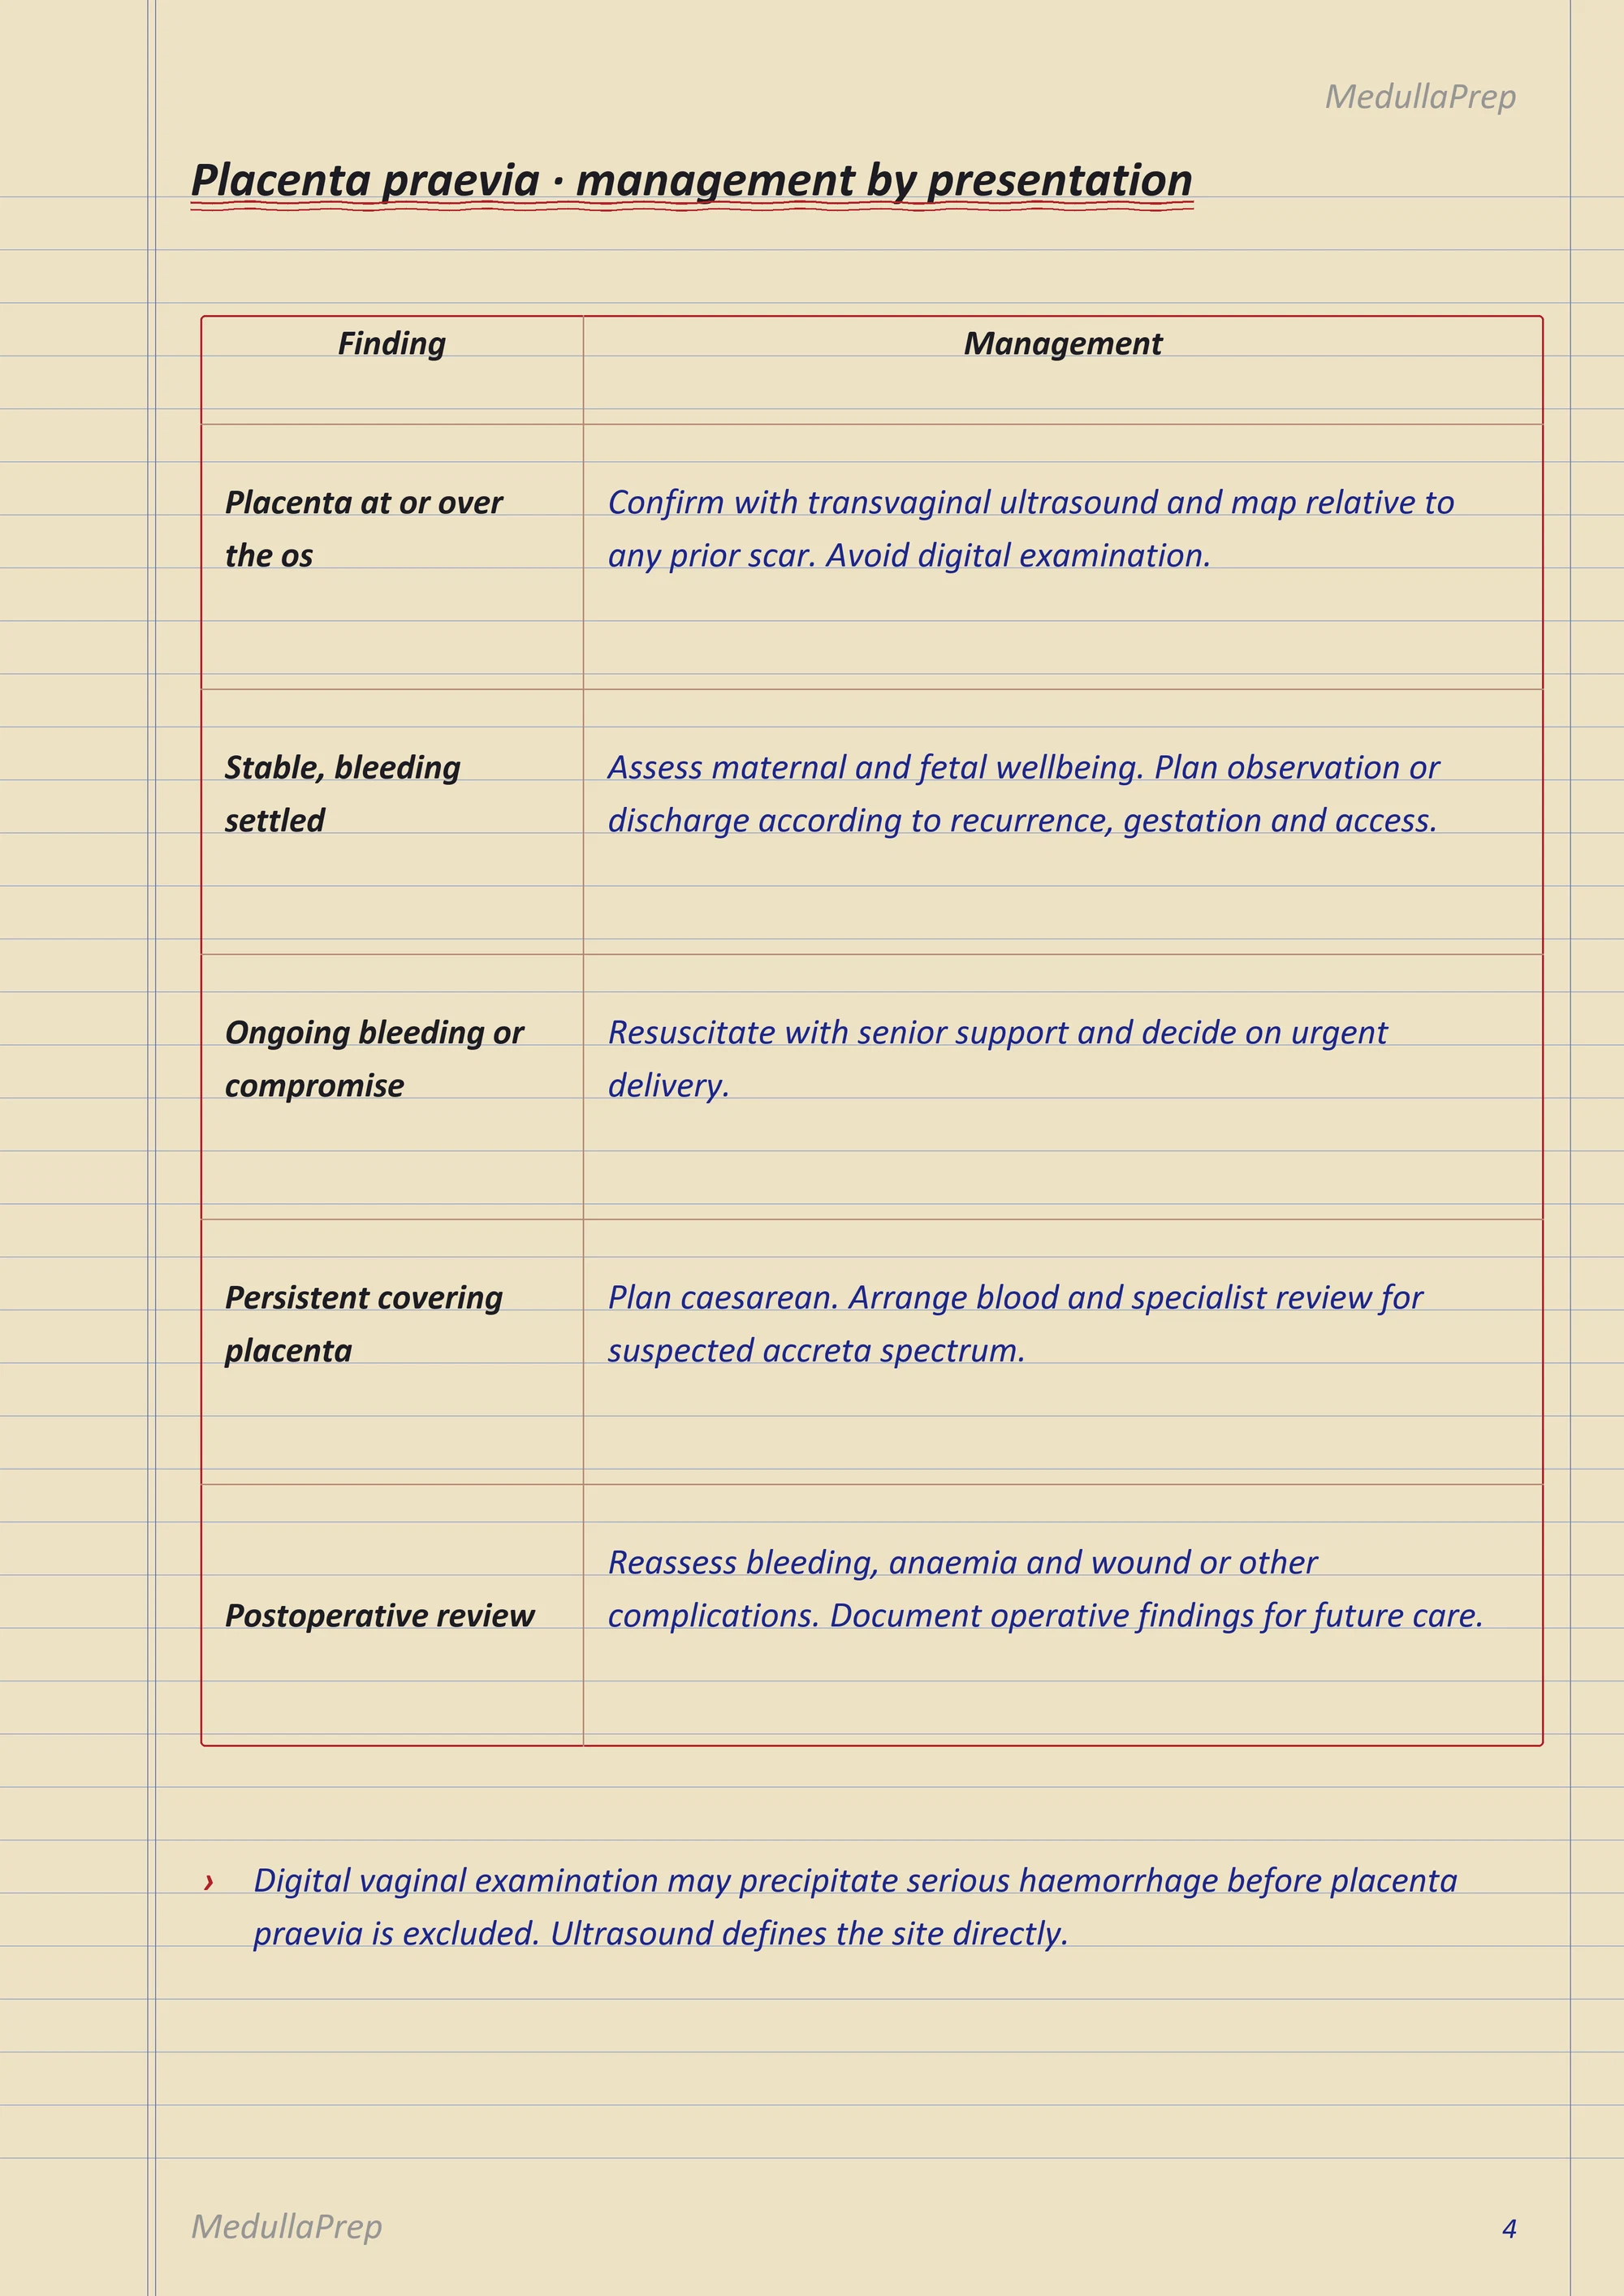 MedullaPrep
Placenta praevia · management by presentation
Finding
Management
Placenta at or over
the os
Confirm with transvaginal ultrasound and map relative to
any prior scar. Avoid digital examination.
Stable, bleeding
settled
Assess maternal and fetal wellbeing. Plan observation or
discharge according to recurrence, gestation and access.
Ongoing bleeding or
compromise
Resuscitate with senior support and decide on urgent
delivery.
Persistent covering
placenta
Plan caesarean. Arrange blood and specialist review for
suspected accreta spectrum.
Postoperative review
Reassess bleeding, anaemia and wound or other
complications. Document operative findings for future care.
› Digital vaginal examination may precipitate serious haemorrhage before placenta
praevia is excluded. Ultrasound defines the site directly.
MedullaPrep
4